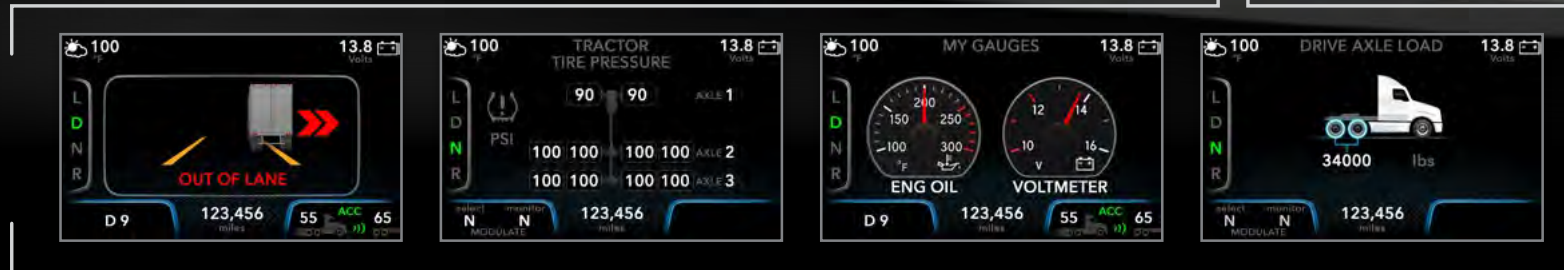 100
°F
13.8
Volts
L
D
N
R
OUT OF LANE
D 9
123,456
miles
55
ACC
65
100
°F
TRACTOR
TIRE PRESSURE
13.8
Volts
L
D
N
R
PSI
90 90 AXLE 1
100 100 100 100 AXLE 2
100 100 100 100 AXLE 3
select monitor
N N
MODULATE
123,456
miles
100
°F
MY GAUGES
13.8
Volts
L
D
N
R
100
150
200
250
300
°F
ENG OIL
10
12
14
16
V
VOLTMETER
D 9
123,456
miles
55
ACC
65
100
°F
DRIVE AXLE LOAD
13.8
Volts
L
D
N
R
34000 lbs
select monitor
N N
MODULATE
123,456
miles